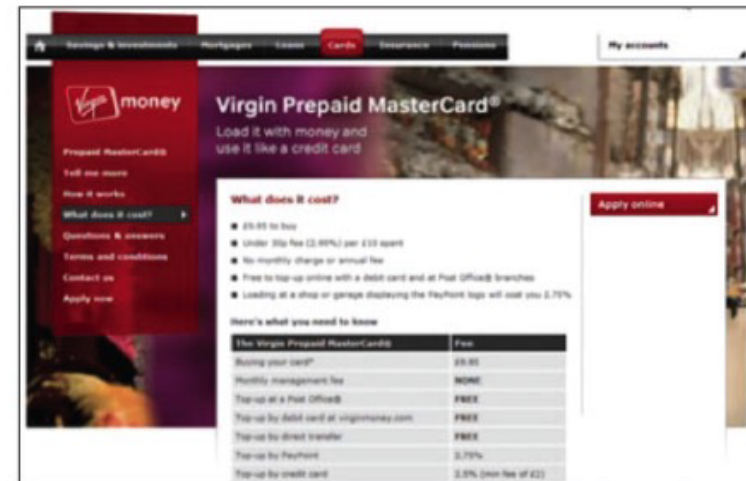 Savings & investments Mortgages Loans Cards Insurance Pensions My accounts
Virgin money
Virgin Prepaid MasterCard®
Load it with money and
use it like a credit card
Prepaid MasterCard®
Tell me more
How it works
What does it cost?
Questions & answers
Terms and conditions
Contact us
Apply now
What does it cost?
£9.95 to buy
Under 30p fee (2.95%) per £10 spent
No monthly charge or annual fee
Free to top-up online with a debit card and at Post Office® branches
Loading at a shop or garage displaying the PayPoint logo will cost you 2.75%
Apply online
Here's what you need to know
The Virgin Prepaid MasterCard® Fee
Buying your card* £9.95
Monthly management fee NONE
Top-up at a Post Office® FREE
Top-up by debit card at virginmoney.com FREE
Top-up by direct transfer FREE
Top-up by PayPoint 2.75%
Top-up by credit card 2.5% (min fee of £2)